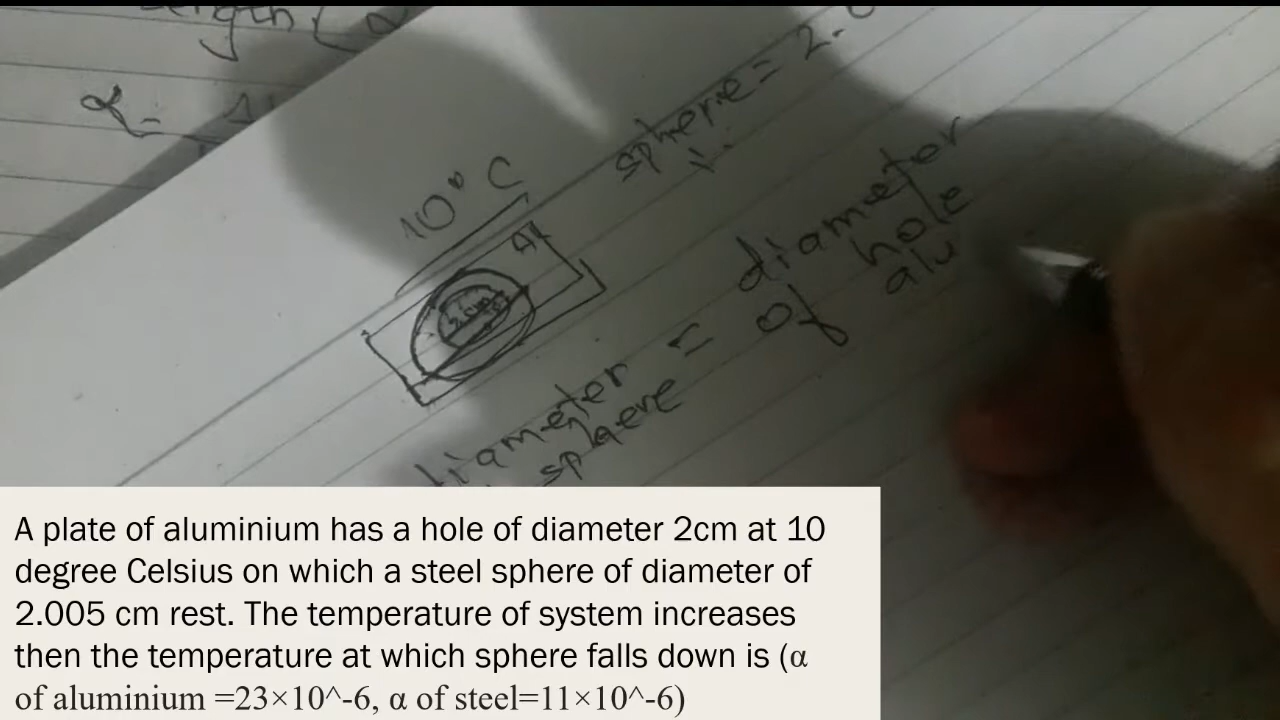 length (
α =
sphere = 2.
10° C
Al
2cm
diameter
hole
of alu
diameter =
sphere
A plate of aluminium has a hole of diameter 2cm at 10
degree Celsius on which a steel sphere of diameter of
2.005 cm rest. The temperature of system increases
then the temperature at which sphere falls down is (α
of aluminium =23×10^-6, α of steel=11×10^-6)